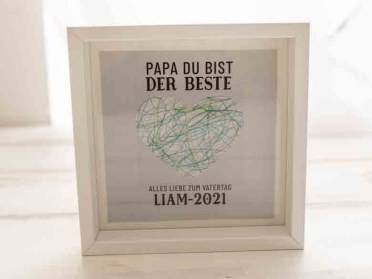 PAPA DU BIST
DER BESTE
ALLES LIEBE ZUM VATERTAG
LIAM-2021